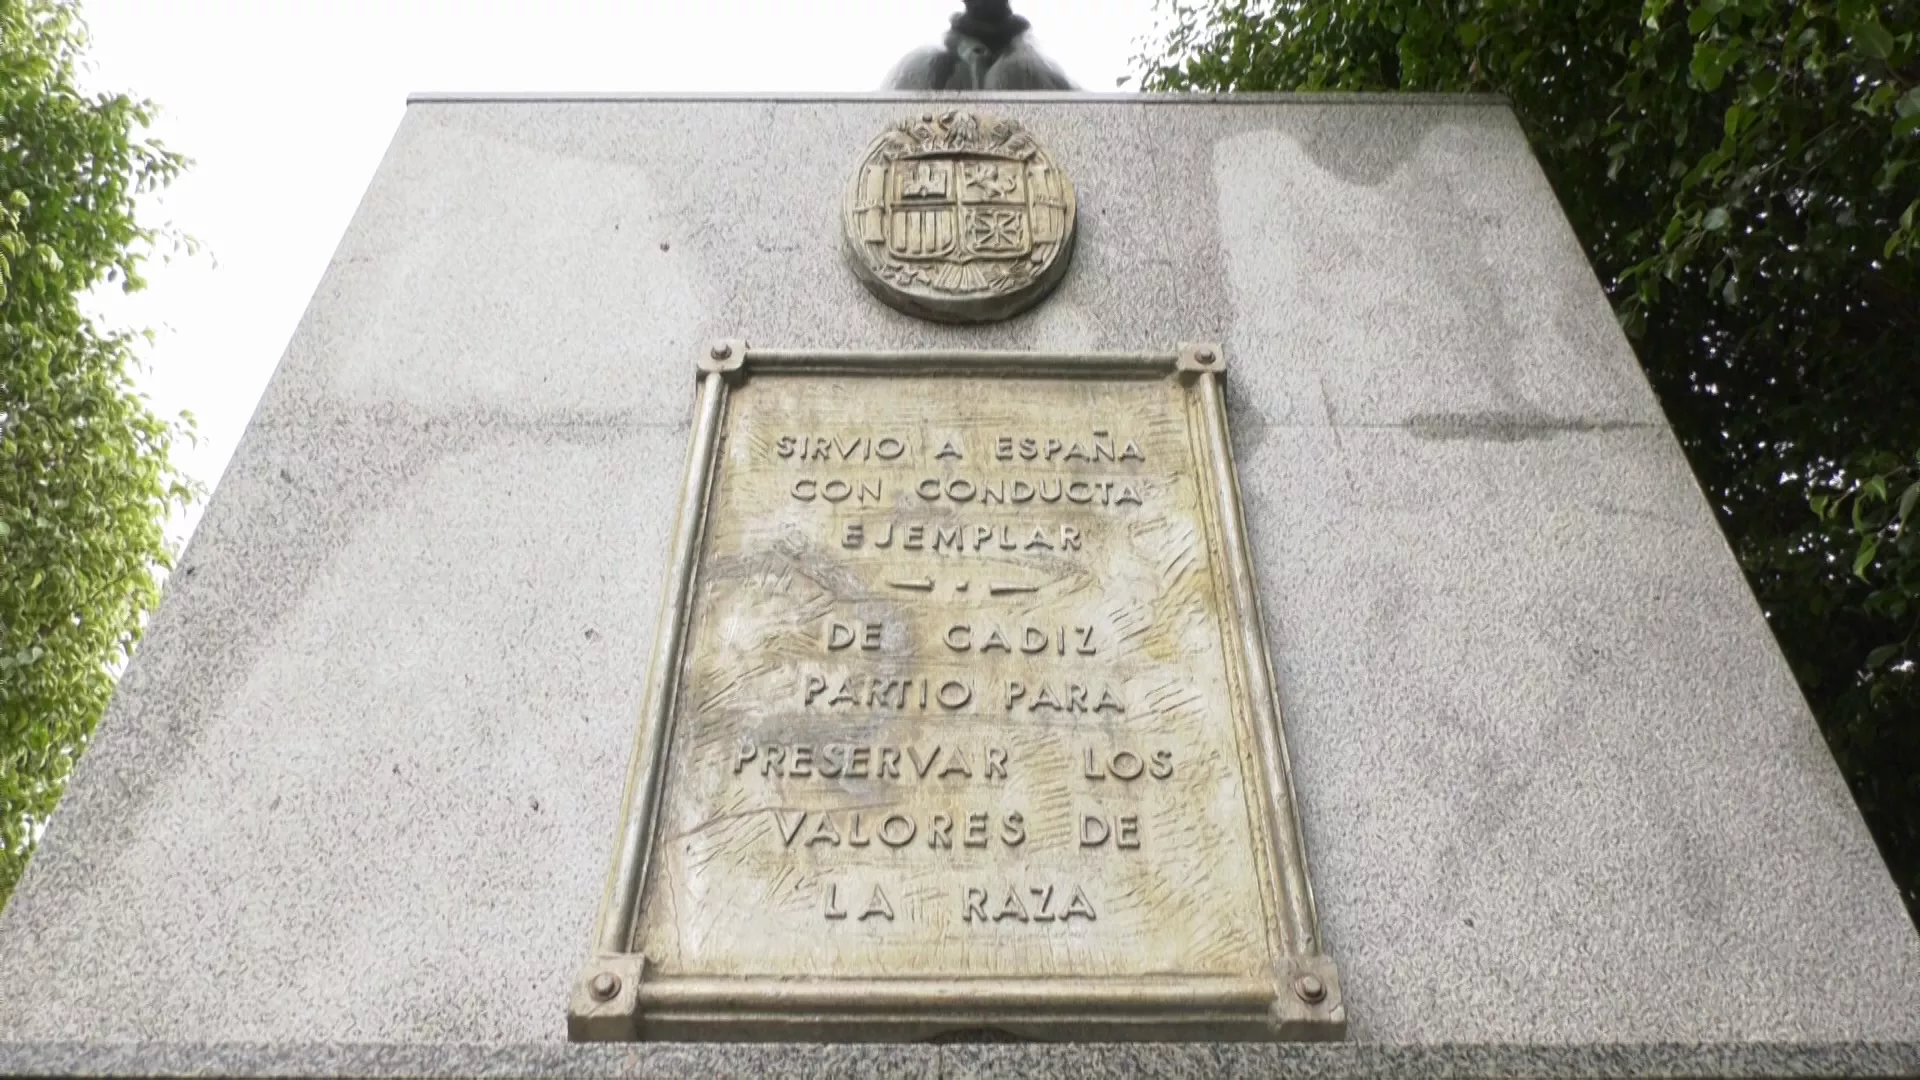 SIRVIO A ESPAÑA
CON CONDUCTA
EJEMPLAR
DE CADIZ
PARTIO PARA
PRESERVAR LOS
VALORES DE
LA RAZA